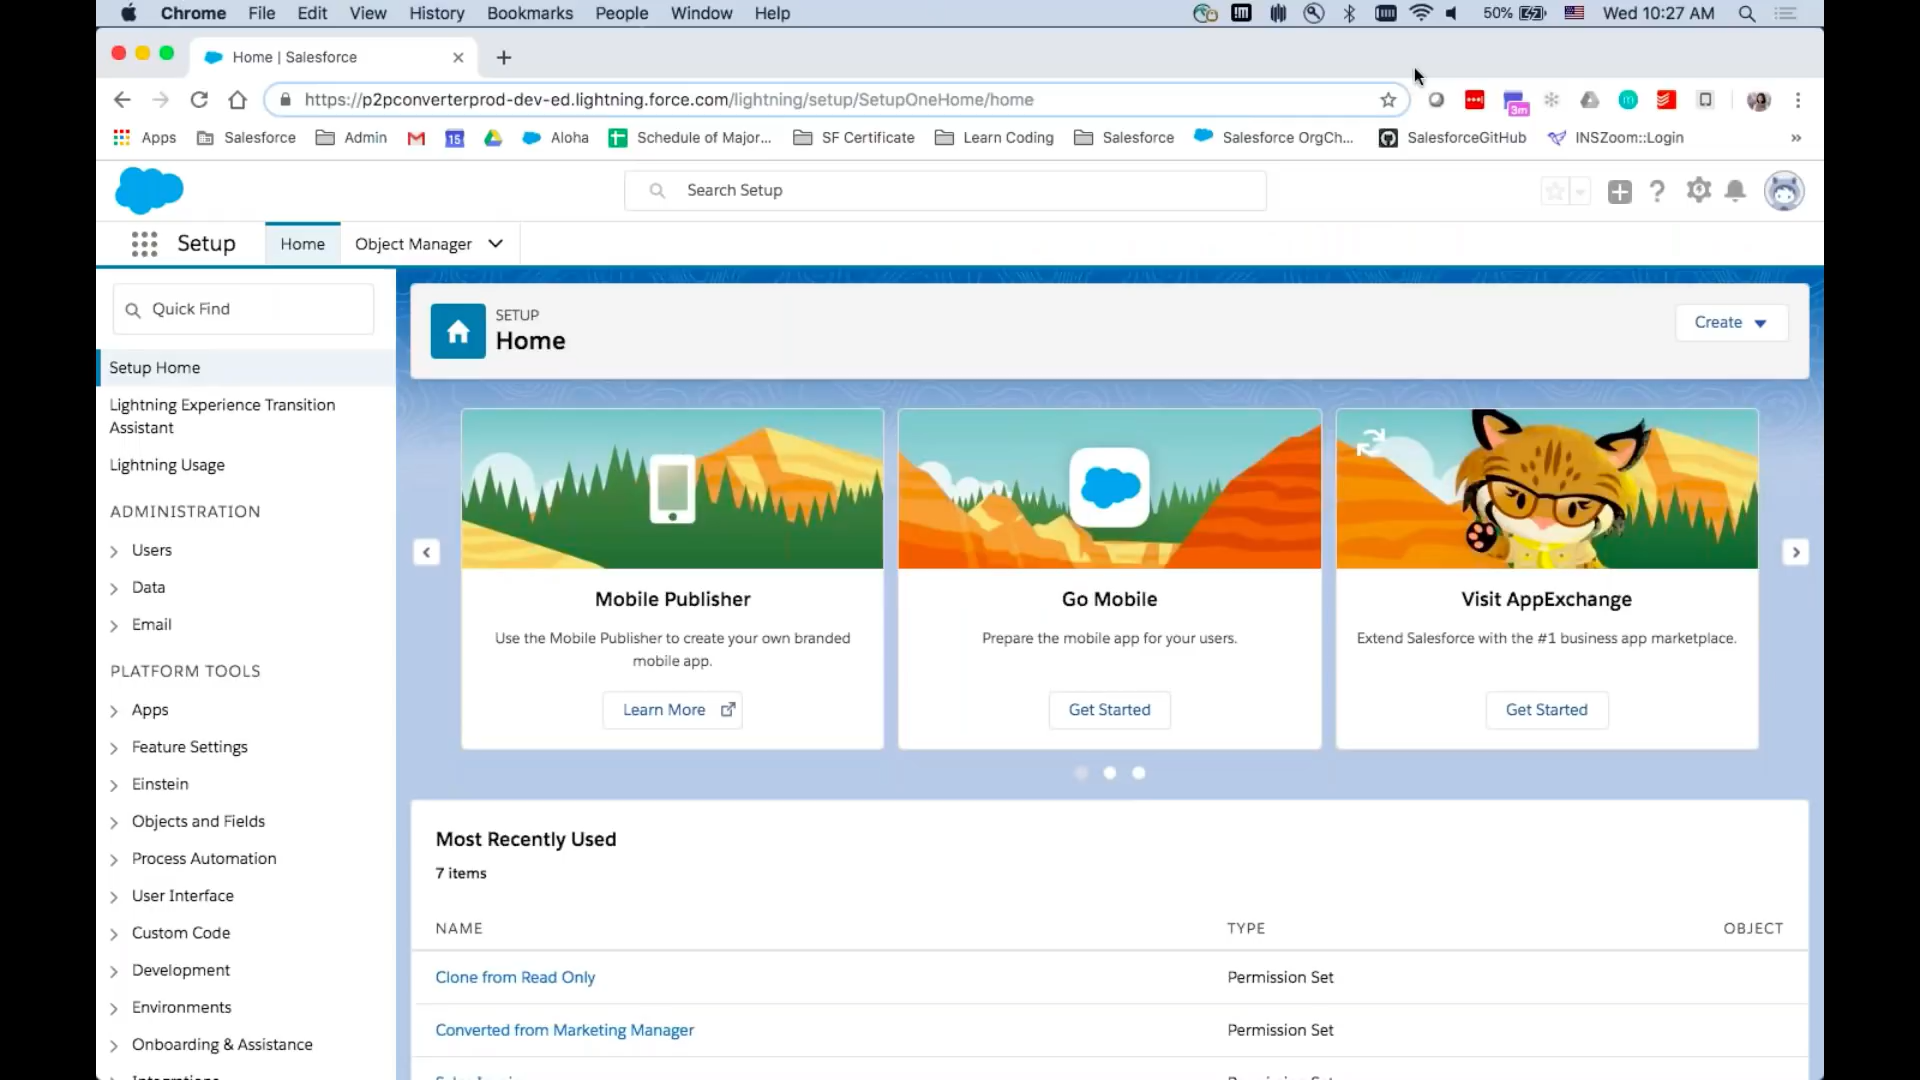 Chrome File Edit View History Bookmarks People Window Help 50% Wed 10:27 AM
Home | Salesforce
https://p2pconverterprod-dev-ed.lightning.force.com/lightning/setup/SetupOneHome/home 3m
Apps Salesforce Admin 15 Aloha Schedule of Major... SF Certificate Learn Coding Salesforce Salesforce OrgCh... SalesforceGitHub INSZoom::Login
Search Setup
Setup Home Object Manager
Quick Find
Setup Home
Lightning Experience Transition
Assistant
Lightning Usage
ADMINISTRATION
Users
Data
Email
PLATFORM TOOLS
Apps
Feature Settings
Einstein
Objects and Fields
Process Automation
User Interface
Custom Code
Development
Environments
Onboarding & Assistance
SETUP
Home
Create
Mobile Publisher
Use the Mobile Publisher to create your own branded
mobile app.
Learn More
Go Mobile
Prepare the mobile app for your users.
Get Started
Visit AppExchange
Extend Salesforce with the #1 business app marketplace.
Get Started
Most Recently Used
7 items
NAME TYPE OBJECT
Clone from Read Only Permission Set
Converted from Marketing Manager Permission Set